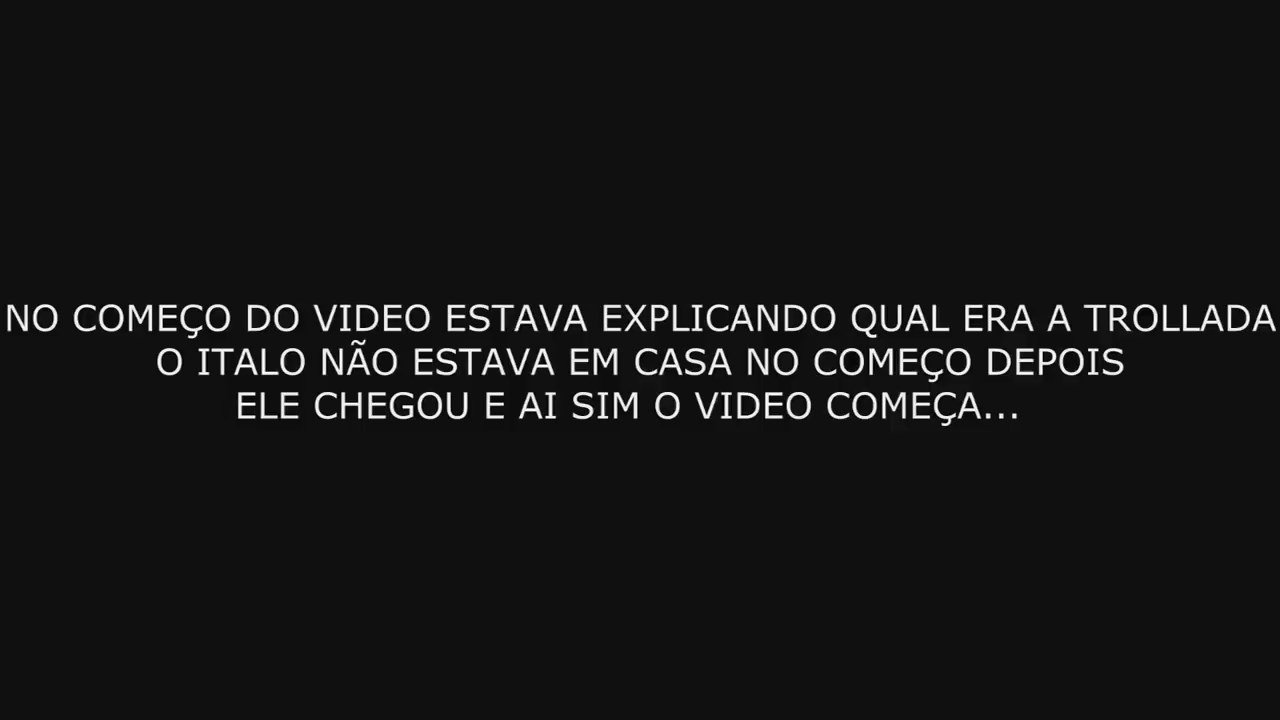 NO COMEÇO DO VIDEO ESTAVA EXPLICANDO QUAL ERA A TROLLADA
O ITALO NÃO ESTAVA EM CASA NO COMEÇO DEPOIS
ELE CHEGOU E AI SIM O VIDEO COMEÇA...